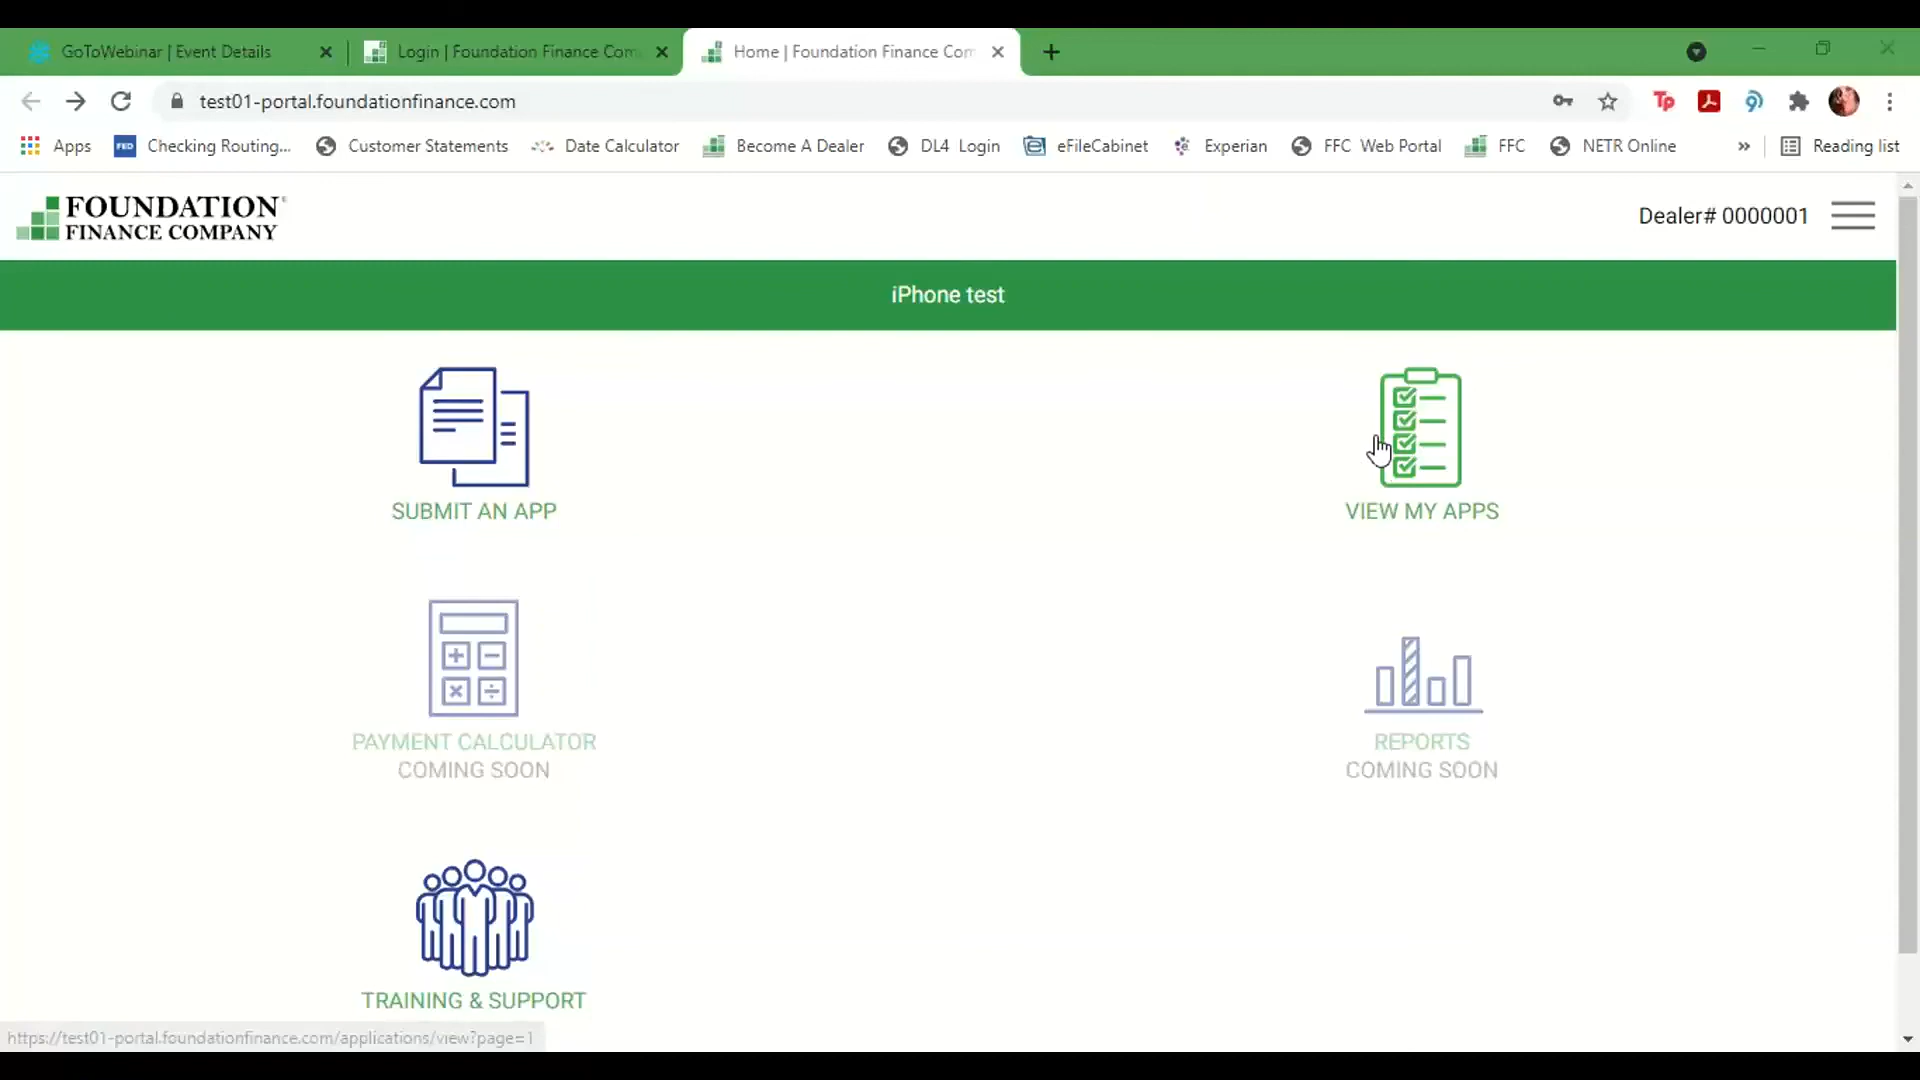 GoToWebinar | Event Details
Login | Foundation Finance Com
Home | Foundation Finance Com
test01-portal.foundationfinance.com
Apps
FED
Checking Routing...
Customer Statements
Date Calculator
Become A Dealer
DL4 Login
eFileCabinet
Experian
FFC Web Portal
FFC
NETR Online
»
Reading list
FOUNDATION
FINANCE COMPANY
Dealer# 0000001
iPhone test
SUBMIT AN APP
VIEW MY APPS
PAYMENT CALCULATOR
COMING SOON
REPORTS
COMING SOON
TRAINING & SUPPORT
https://test01-portal.foundationfinance.com/applications/view?page=1